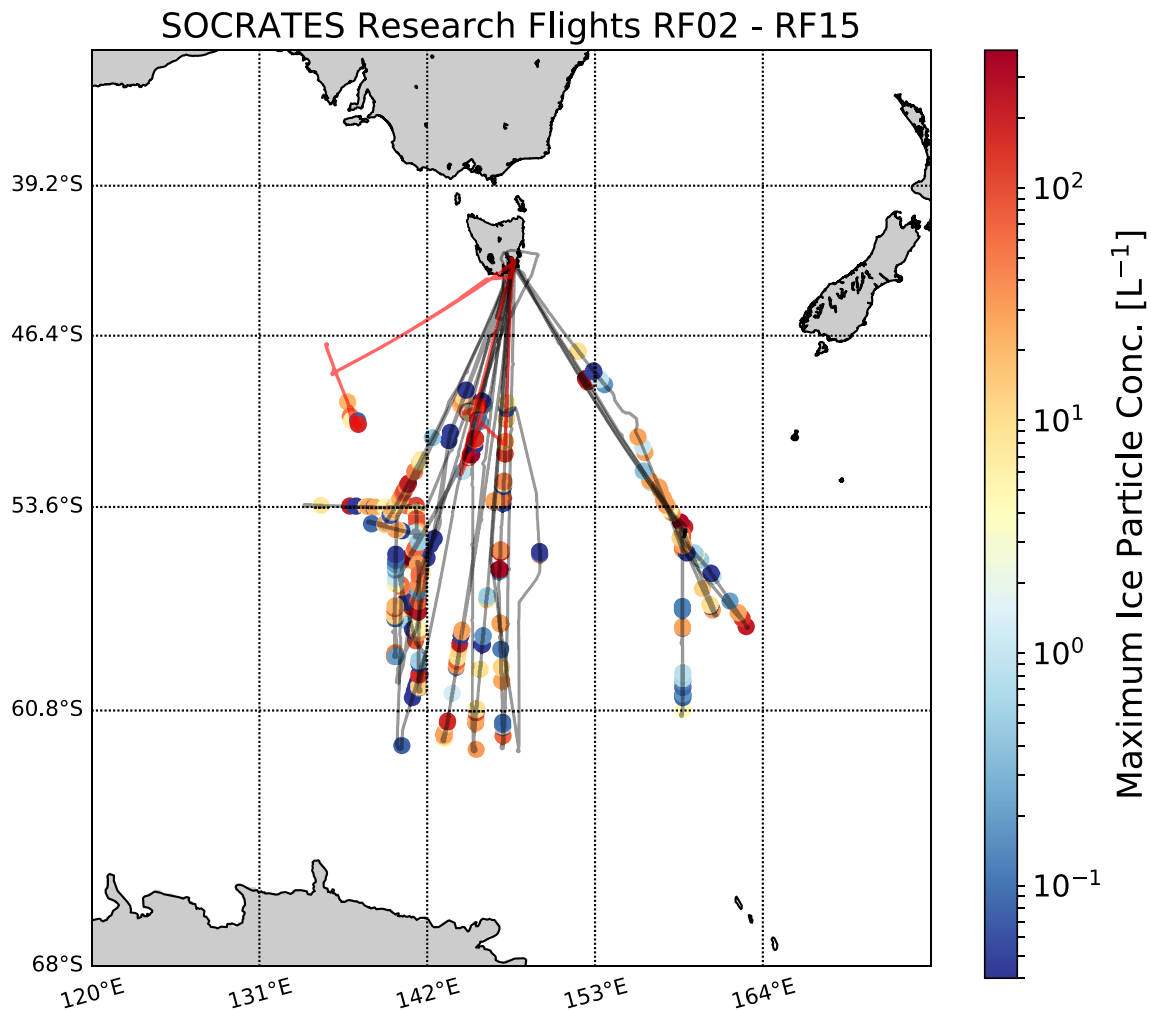 SOCRATES Research Flights RF02 - RF15
39.2°S
46.4°S
53.6°S
60.8°S
68°S
120°E
131°E
142°E
153°E
164°E
10²
10¹
10⁰
10⁻¹
Maximum Ice Particle Conc. [L⁻¹]